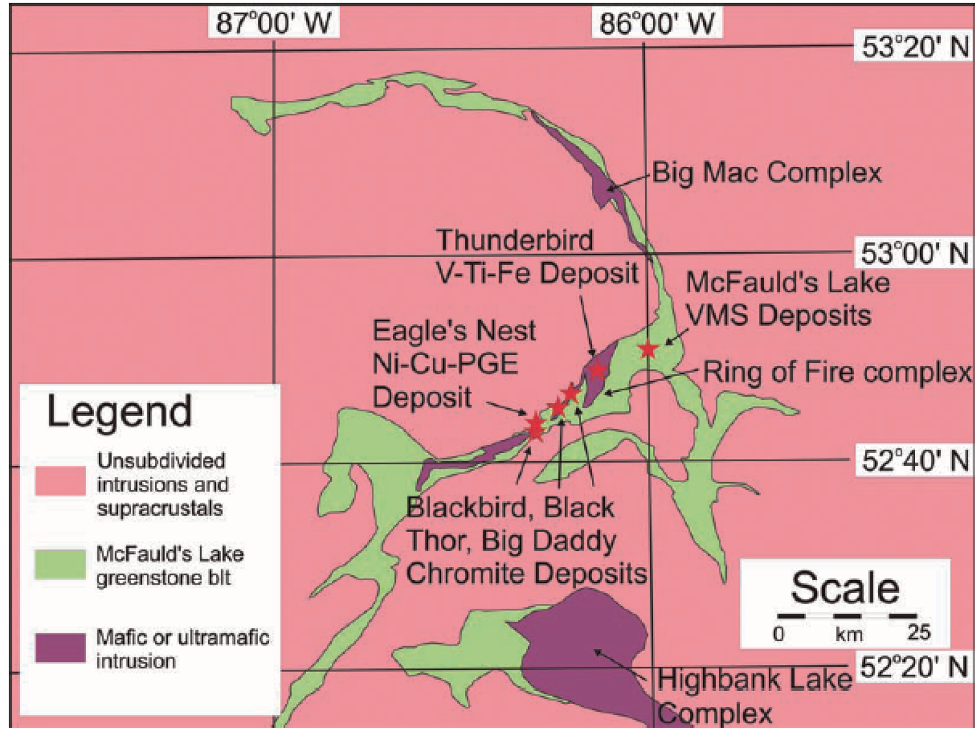 87°00' W
86°00' W
53°20' N
Big Mac Complex
Thunderbird
V-Ti-Fe Deposit
53°00' N
McFauld's Lake
VMS Deposits
Eagle's Nest
Ni-Cu-PGE
Deposit
Ring of Fire complex
Legend
Unsubdivided
intrusions and
supracrustals
McFauld's Lake
greenstone blt
Mafic or ultramafic
intrusion
52°40' N
Blackbird, Black
Thor, Big Daddy
Chromite Deposits
Scale
0 km 25
52°20' N
Highbank Lake
Complex